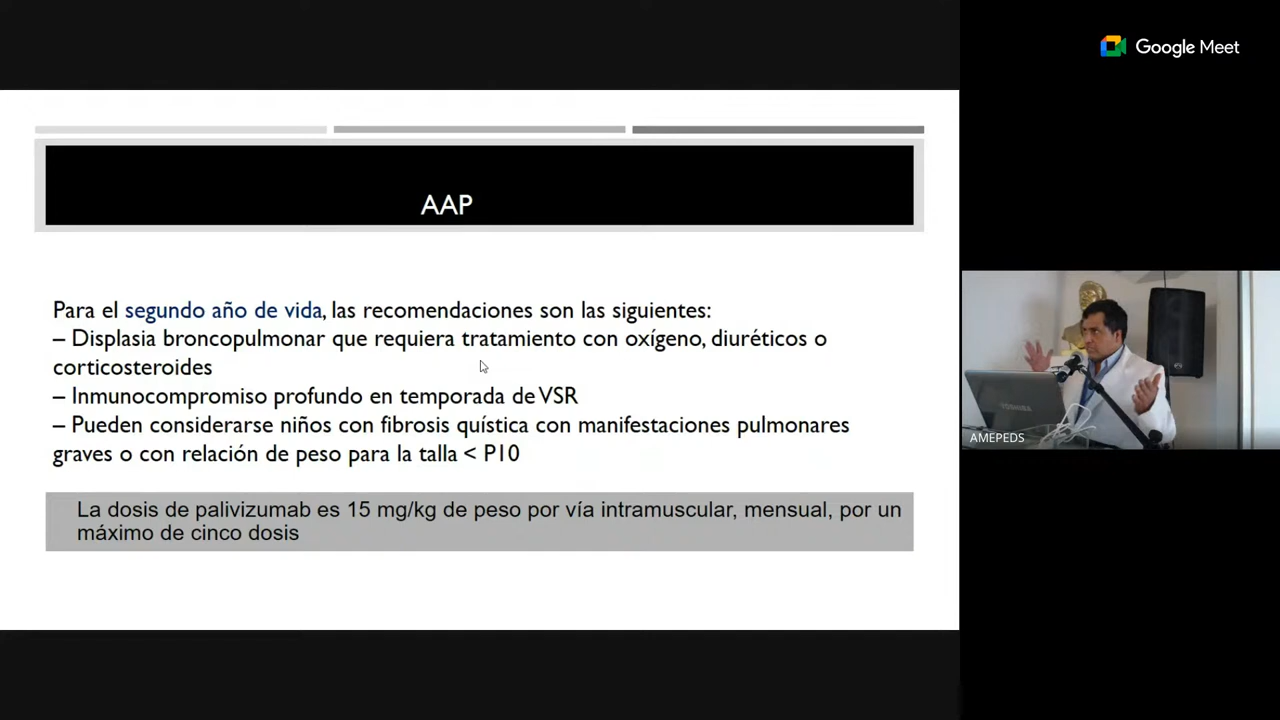 Google Meet
AAP
Para el segundo año de vida, las recomendaciones son las siguientes:
– Displasia broncopulmonar que requiera tratamiento con oxígeno, diuréticos o
corticosteroides
– Inmunocompromiso profundo en temporada de VSR
– Pueden considerarse niños con fibrosis quística con manifestaciones pulmonares
graves o con relación de peso para la talla < P10
La dosis de palivizumab es 15 mg/kg de peso por vía intramuscular, mensual, por un
máximo de cinco dosis
TOSHIBA
AMEPEDS